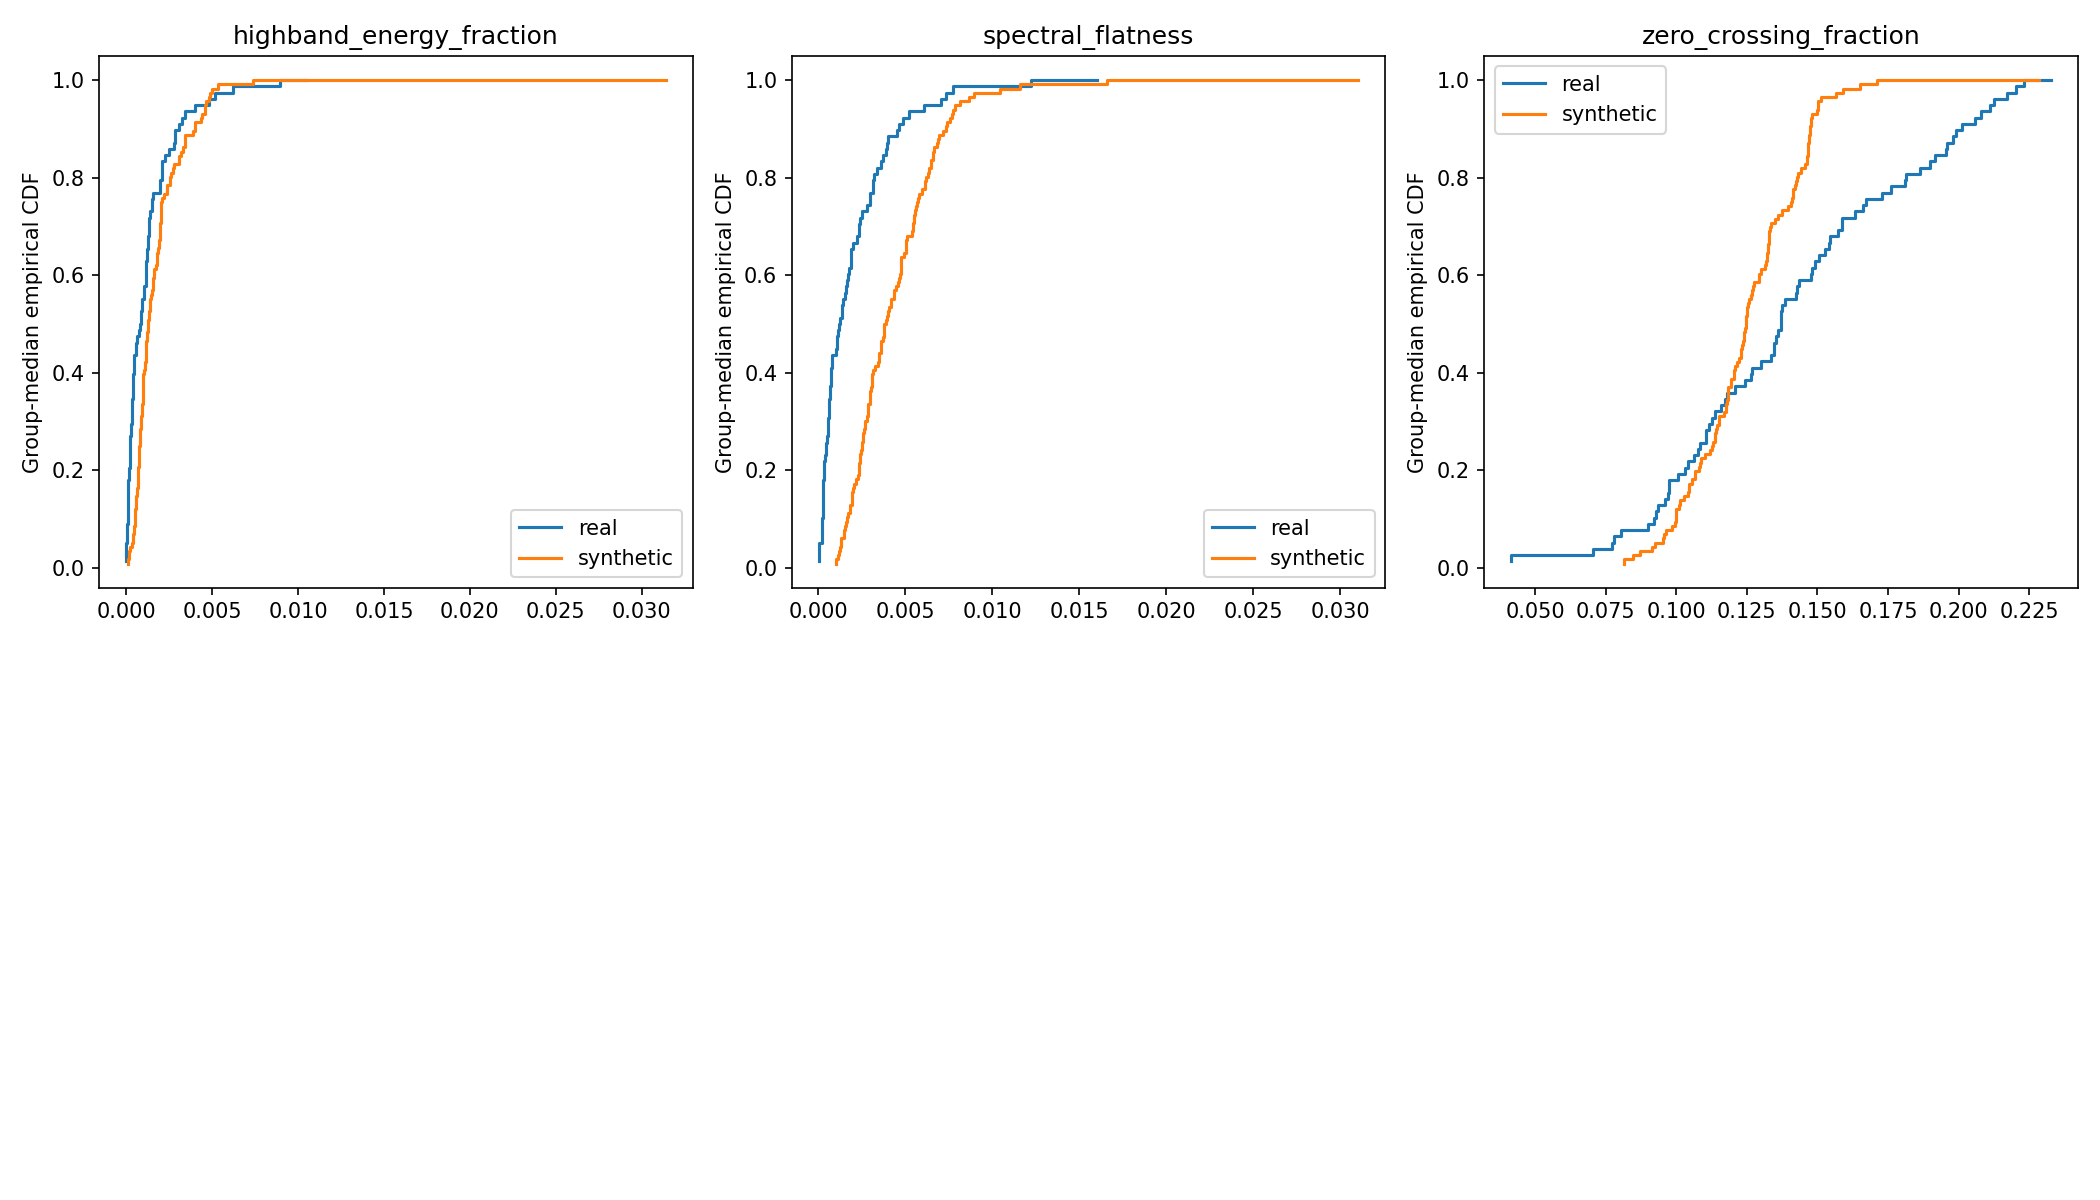 highband_energy_fraction
Group-median empirical CDF
1.0
0.8
0.6
0.4
0.2
0.0
real
synthetic
0.000 0.005 0.010 0.015 0.020 0.025 0.030
spectral_flatness
Group-median empirical CDF
1.0
0.8
0.6
0.4
0.2
0.0
real
synthetic
0.000 0.005 0.010 0.015 0.020 0.025 0.030
zero_crossing_fraction
Group-median empirical CDF
1.0
0.8
0.6
0.4
0.2
0.0
real
synthetic
0.050 0.075 0.100 0.125 0.150 0.175 0.200 0.225